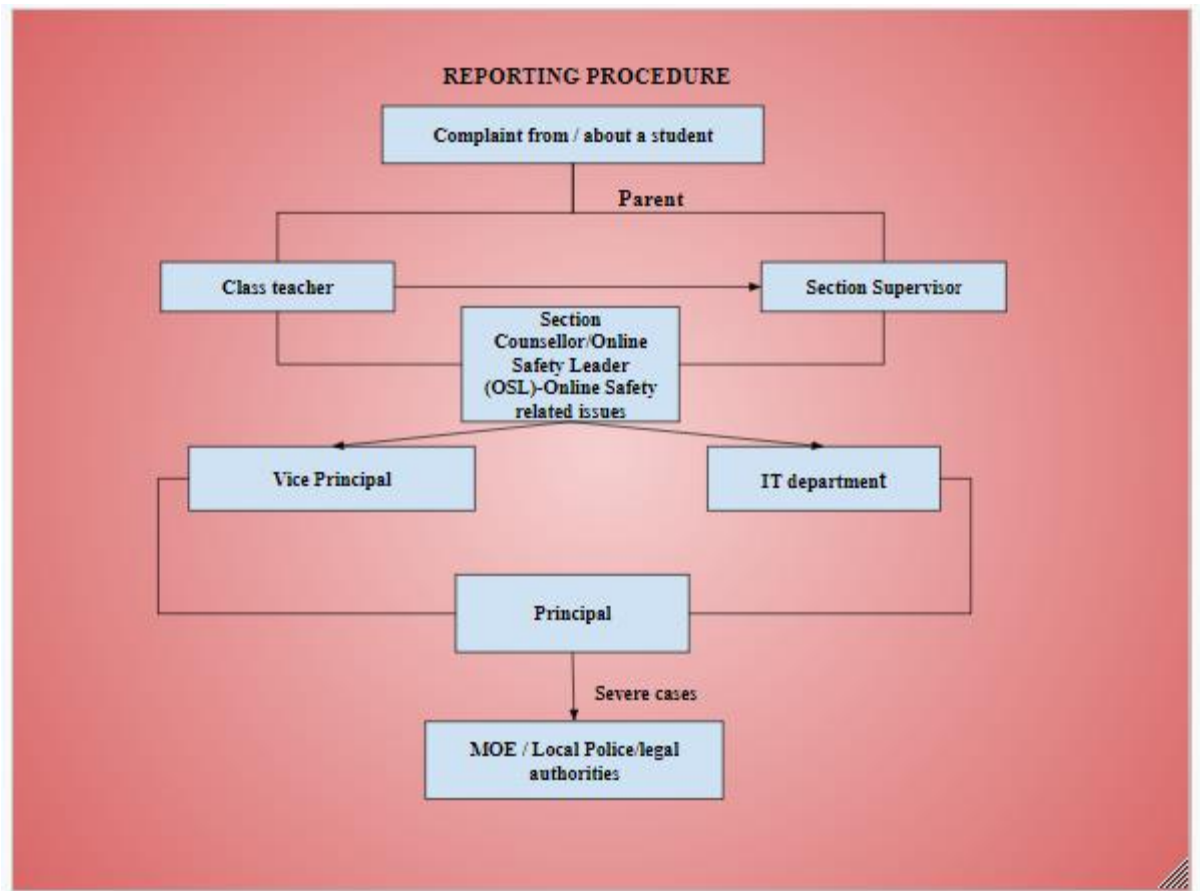 REPORTING PROCEDURE
Complaint from / about a student
Parent
Class teacher
Section Supervisor
Section
Counsellor/Online
Safety Leader
(OSL)-Online Safety
related issues
Vice Principal
IT department
Principal
Severe cases
MOE / Local Police/legal
authorities